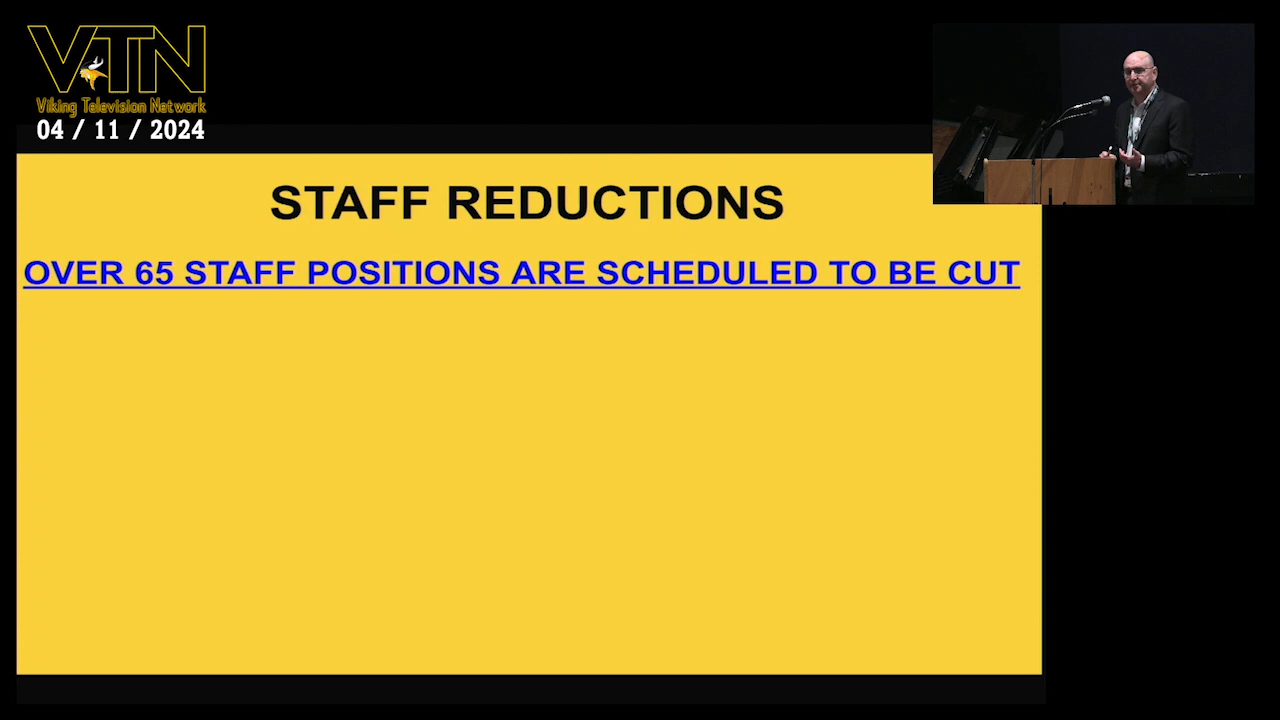 VTN
Viking Television Network
04 / 11 / 2024
STAFF REDUCTIONS
OVER 65 STAFF POSITIONS ARE SCHEDULED TO BE CUT